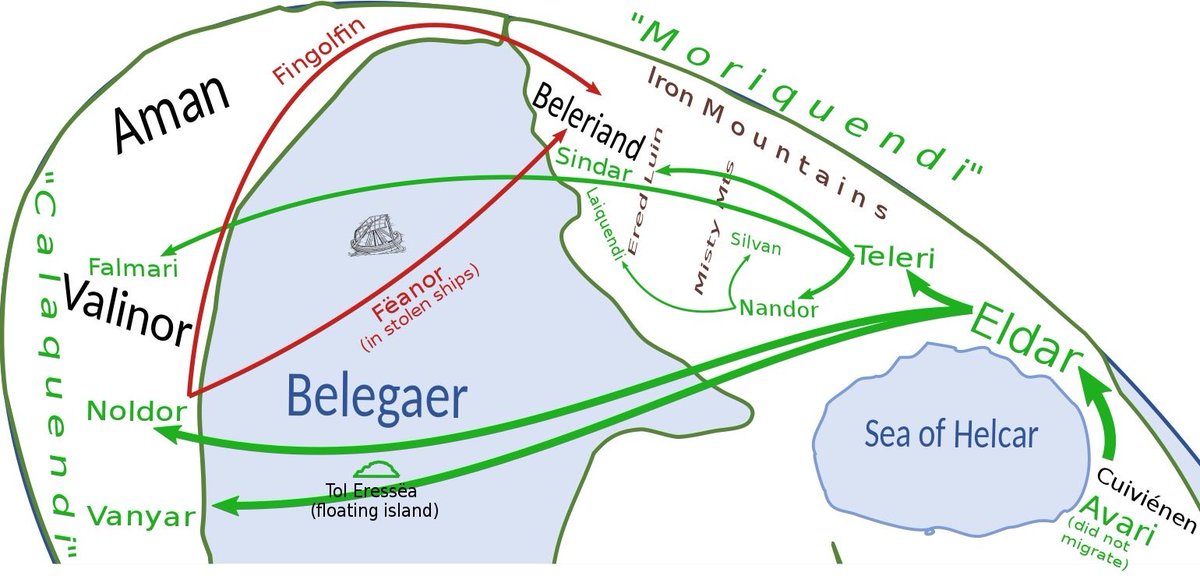 "Moriquendi"
Fingolfin
Iron Mountains
Aman
Beleriand
Ered Luin
Misty Mts
Sindar
"Calaquendi"
Laiquendi
Silvan
Teleri
Falmari
Valinor
Fëanor
(in stolen ships)
Nandor
Eldar
Belegaer
Noldor
Sea of Helcar
Tol Eressëa
(floating island)
Vanyar
Cuiviénen
Avari
(did not
migrate)